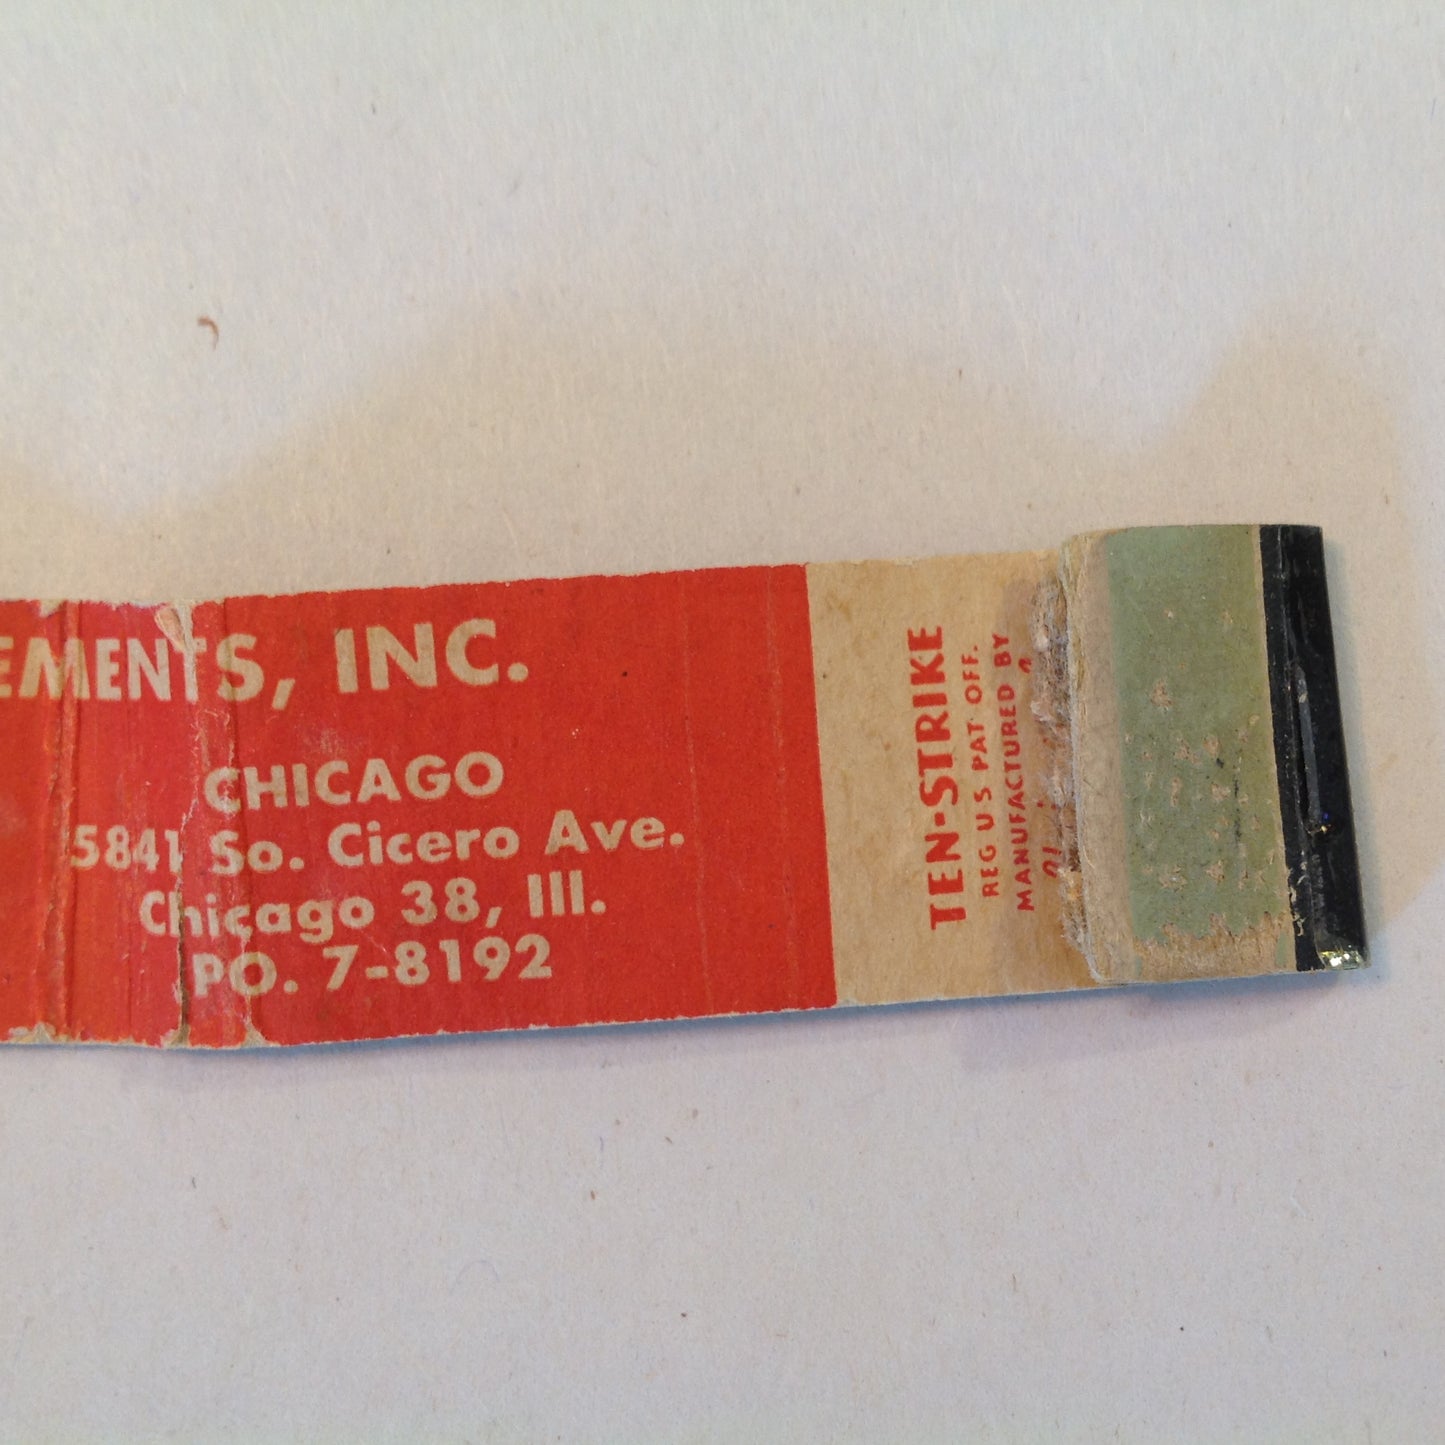 EMENTS, INC.
CHICAGO
5841 So. Cicero Ave.
Chicago 38, Ill.
PO. 7-8192
TEN-STRIKE
REG U S PAT OFF.
MANUFACTURED BY